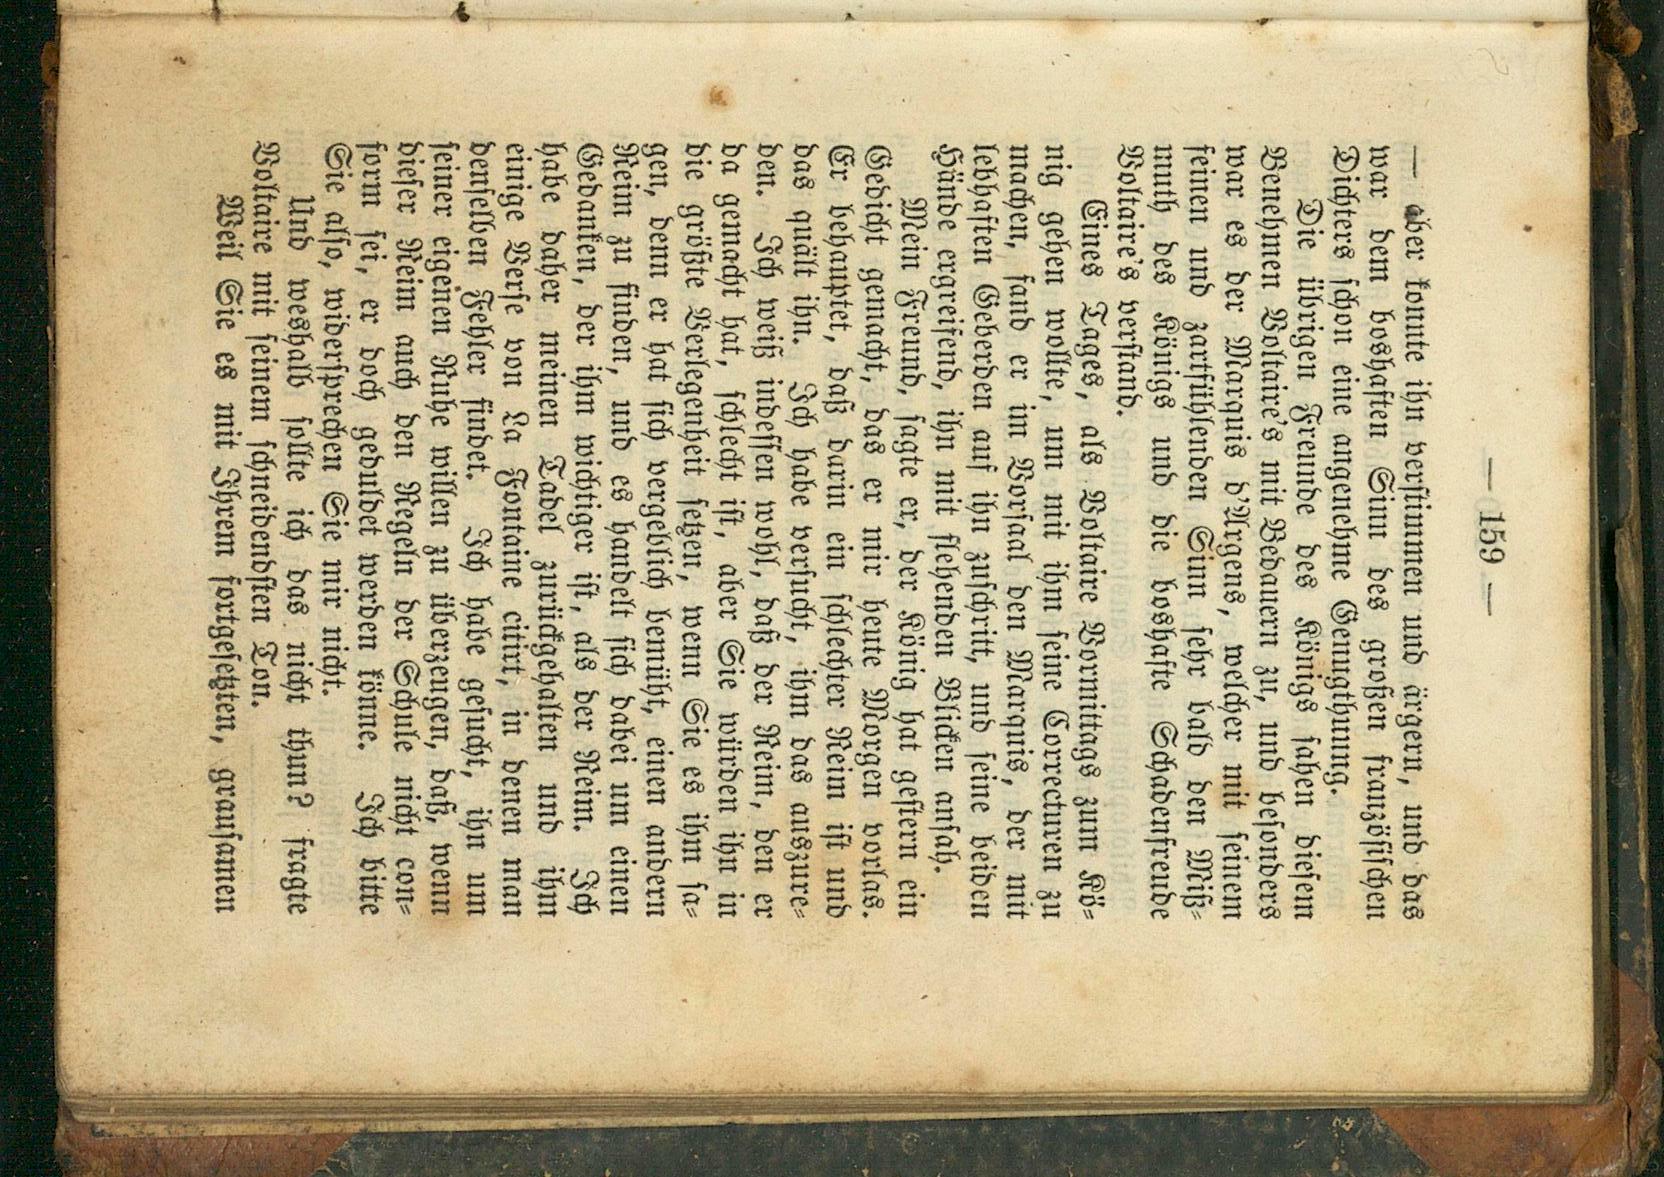 — 159 —
— aber konnte ihn verstimmen und ärgern, und das
war dem boshaften Sinn des großen französischen
Dichters schon eine angenehme Genugthuung.
Die übrigen Freunde des Königs sahen diesem
Benehmen Voltaire's mit Bedauern zu, und besonders
war es der Marquis d'Argens, welcher mit seinem
feinen und zartfühlenden Sinn sehr bald den Miß-
muth des Königs und die boshafte Schadenfreude
Voltaire's verstand.
Eines Tages, als Voltaire Vormittags zum Kö-
nig gehen wollte, um mit ihm seine Correcturen zu
machen, fand er im Vorsaal den Marquis, der mit
lebhaften Geberden auf ihn zuschritt, und seine beiden
Hände ergreifend, ihn mit flehenden Blicken ansah.
Mein Freund, sagte er, der König hat gestern ein
Gedicht gemacht, das er mir heute Morgen vorlas.
Er behauptet, daß darin ein schlechter Reim ist und
das quält ihn. Ich habe versucht, ihm das auszure-
den. Ich weiß indessen wohl, daß der Reim, den er
da gemacht hat, schlecht ist, aber Sie würden ihn in
die größte Verlegenheit setzen, wenn Sie es ihm sa-
gen, denn er hat sich vergeblich bemüht, einen andern
Reim zu finden, und es handelt sich dabei um einen
Gedanken, der ihm wichtiger ist, als der Reim. Ich
habe daher meinen Tadel zurückgehalten und ihm
einige Verse von La Fontaine citirt, in denen man
denselben Fehler findet. Ich habe gesucht, ihn um
seiner eigenen Ruhe willen zu überzeugen, daß, wenn
dieser Reim auch den Regeln der Schule nicht con-
form sei, er doch geduldet werden könne. Ich bitte
Sie also, widersprechen Sie mir nicht.
Und weshalb sollte ich das nicht thun? fragte
Voltaire mit seinem schneidendsten Ton.
Weil Sie es mit Ihrem fortgesetzten, grausamen